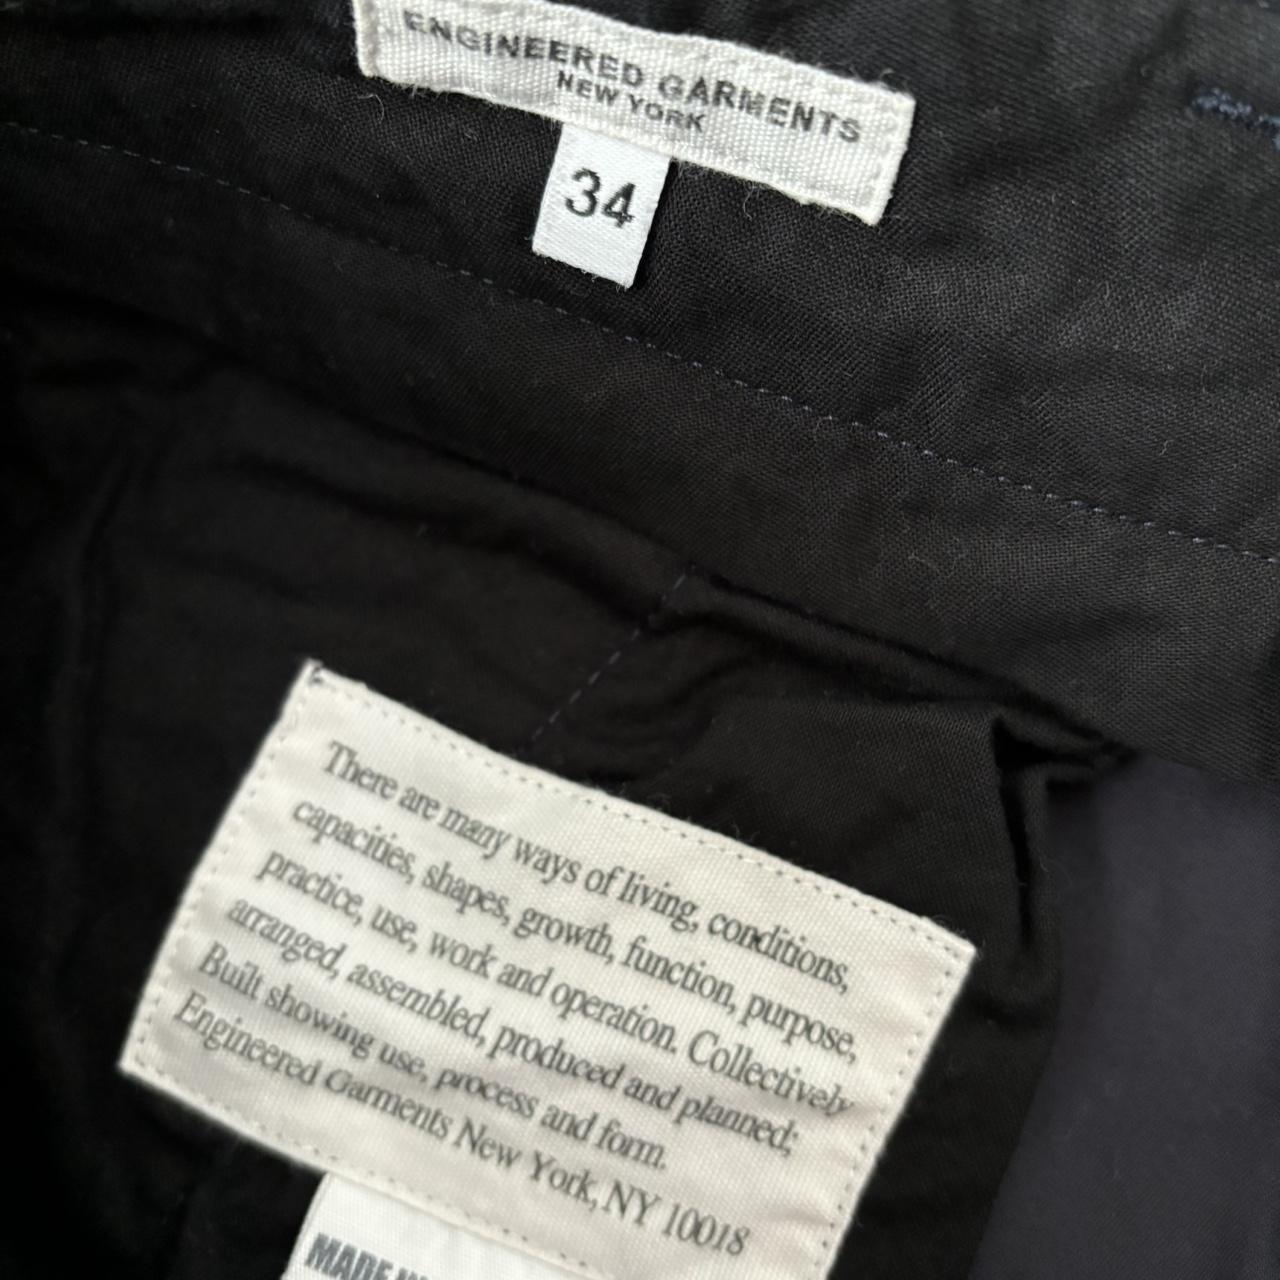 ENGINEERED GARMENTS
NEW YORK
34
There are many ways of living, conditions,
capacities, shapes, growth, function, purpose,
practice, use, work and operation. Collectively
arranged, assembled, produced and planned;
Built showing use, process and form.
Engineered Garments New York, NY 10018
MADE IN